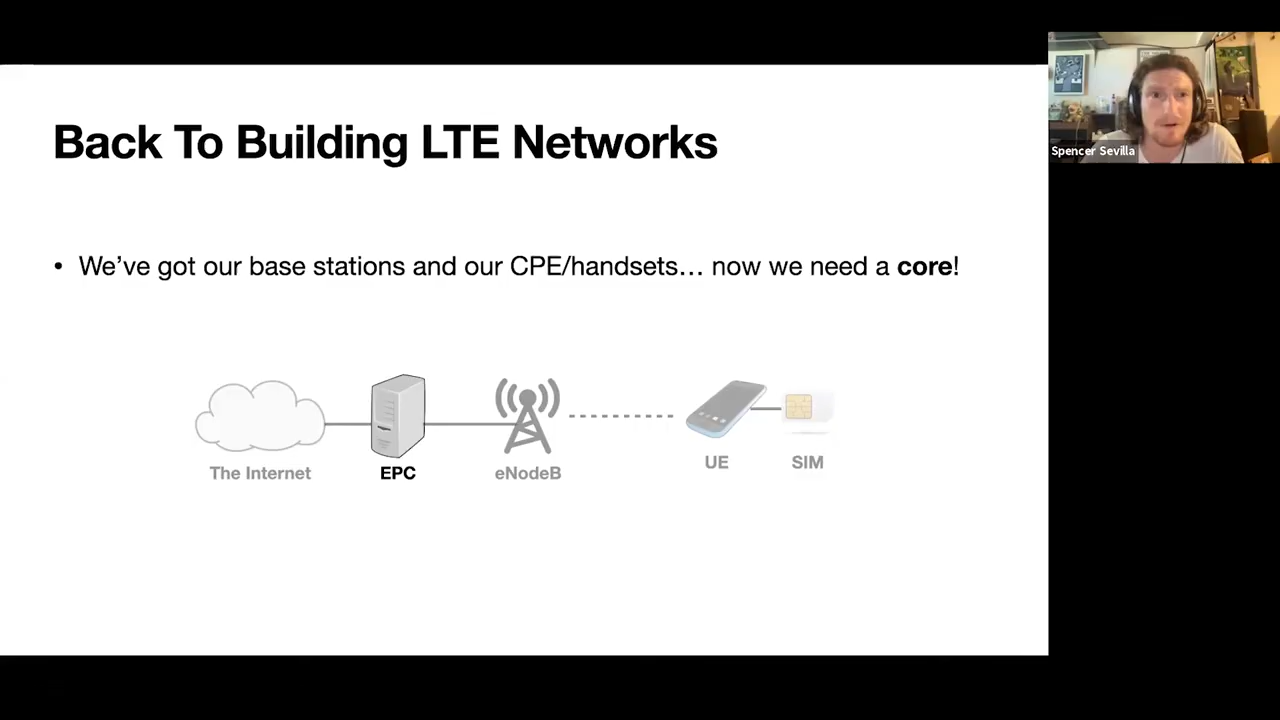 Back To Building LTE Networks
Spencer Sevilla
• We've got our base stations and our CPE/handsets… now we need a core!
The Internet
EPC
eNodeB
UE
SIM